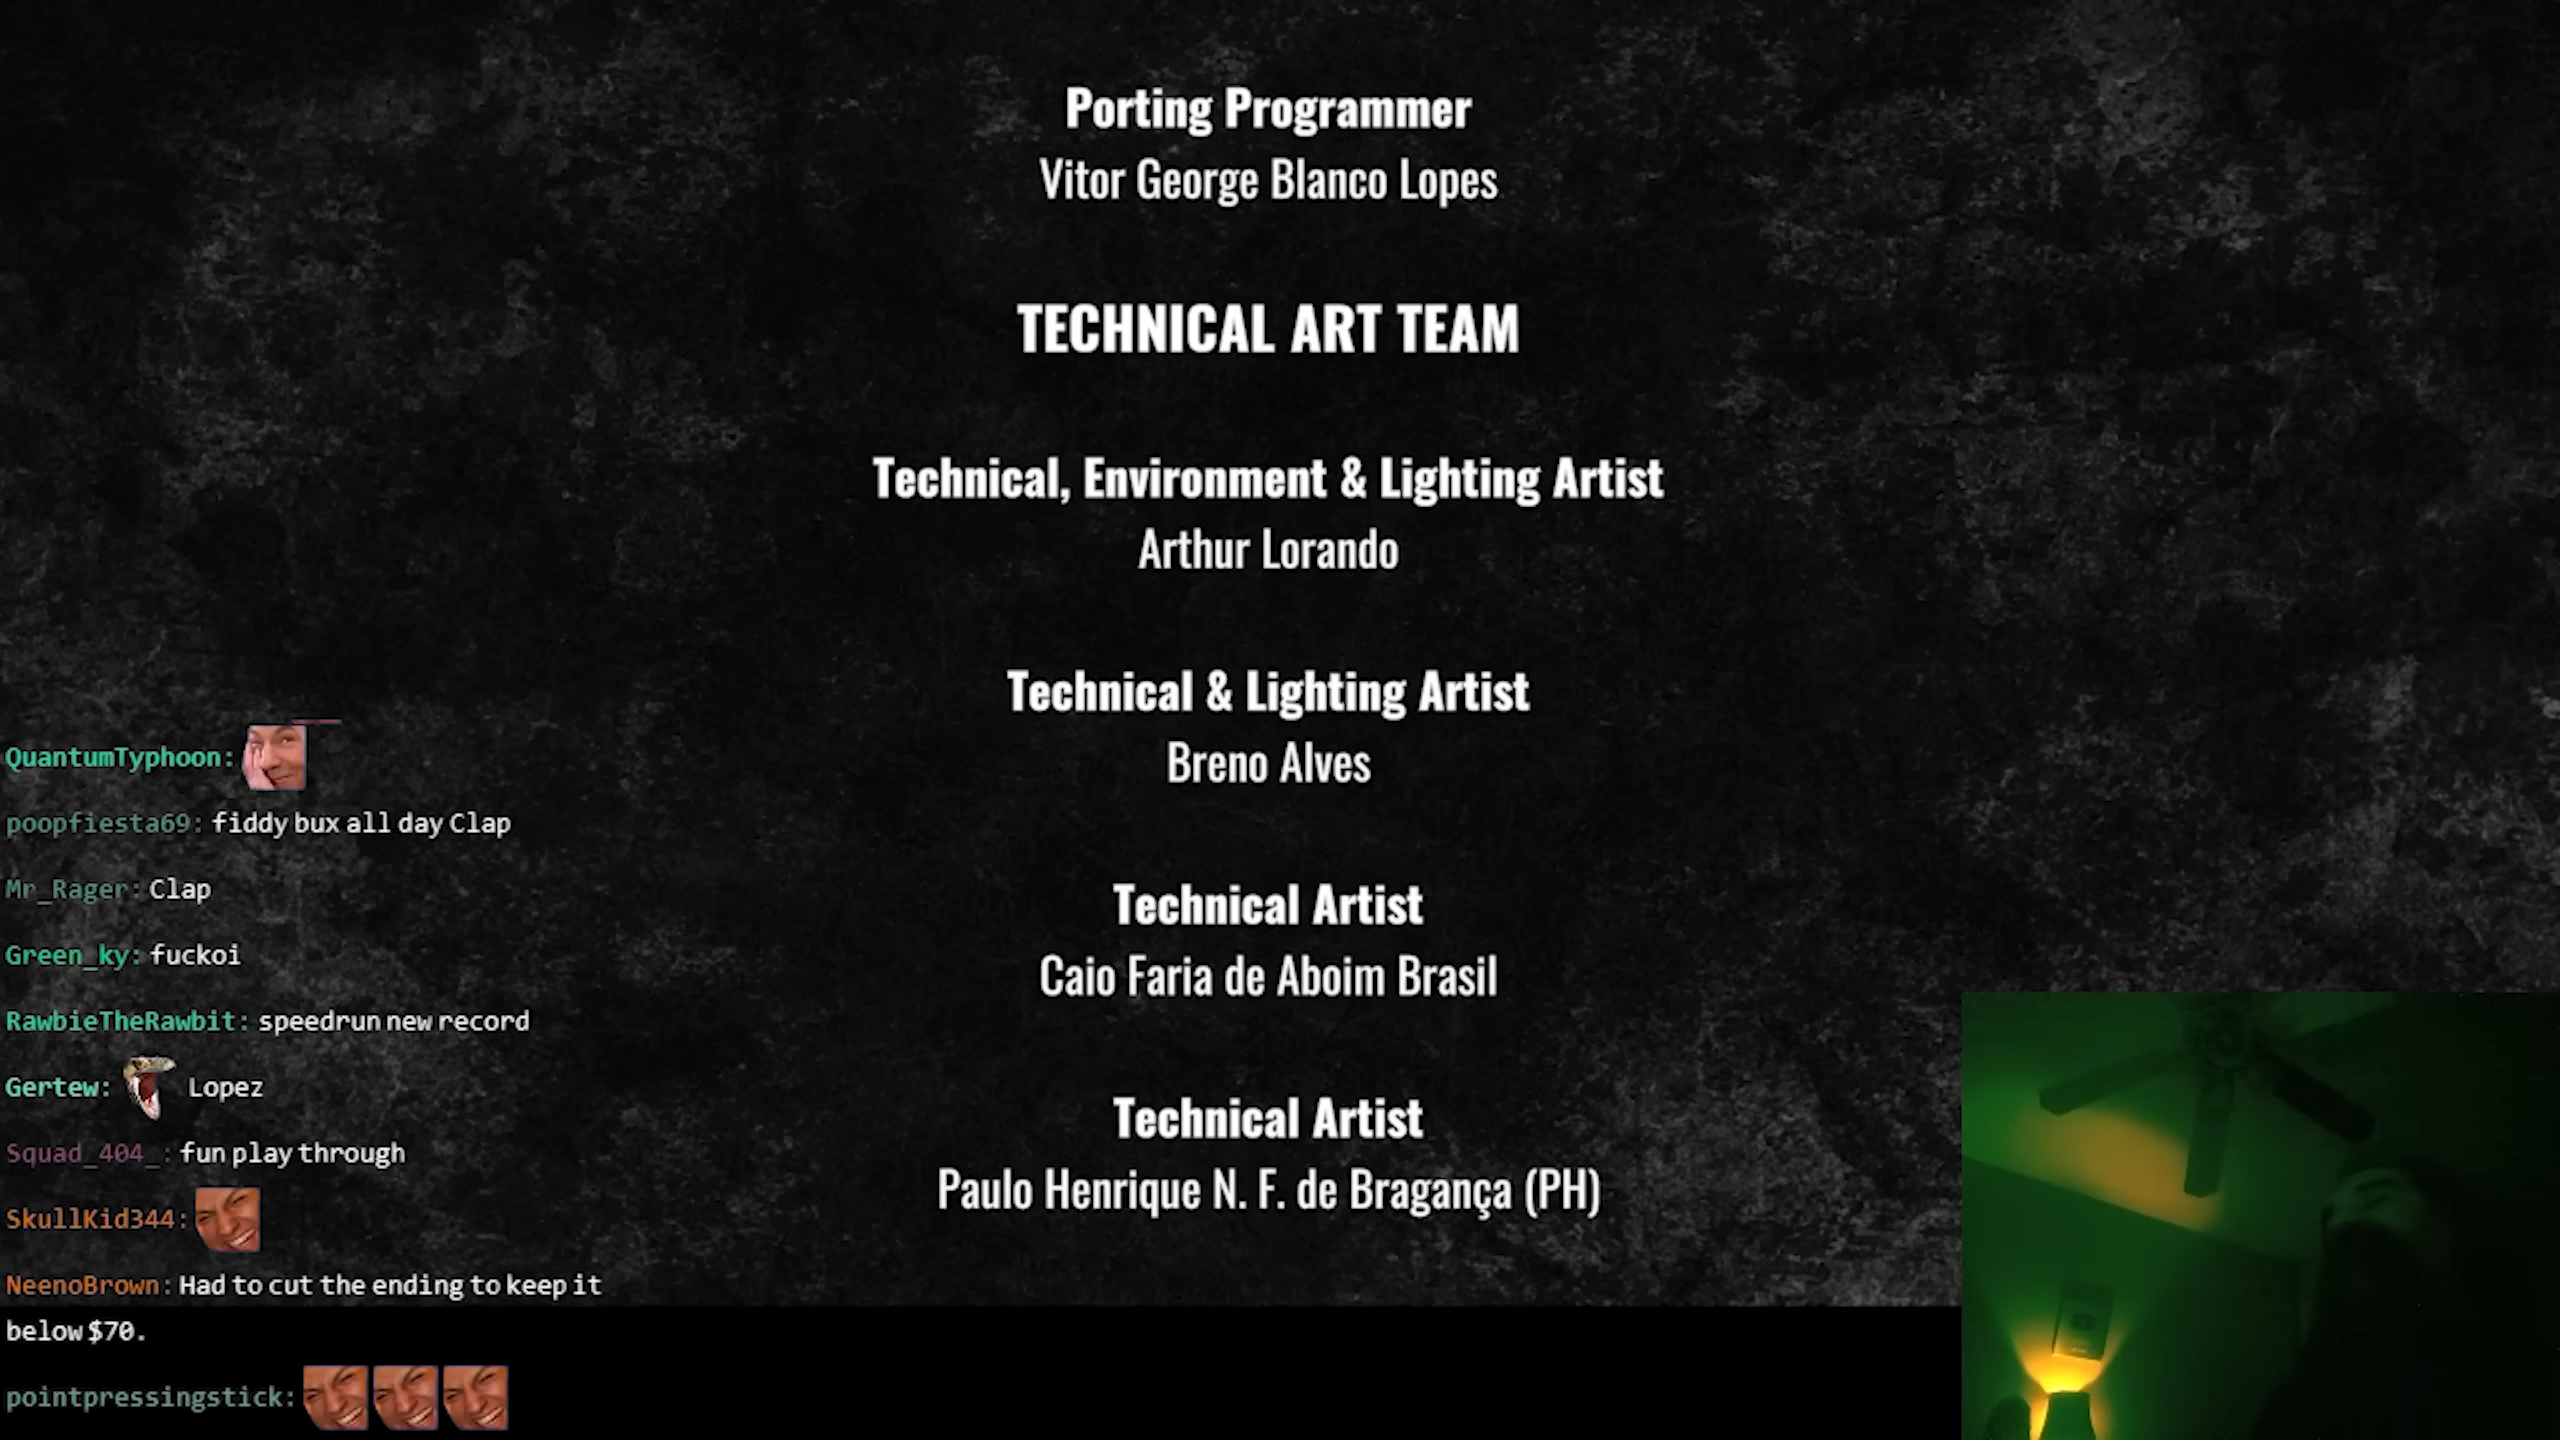 Porting Programmer
Vitor George Blanco Lopes
TECHNICAL ART TEAM
Technical, Environment & Lighting Artist
Arthur Lorando
Technical & Lighting Artist
Breno Alves
Technical Artist
Caio Faria de Aboim Brasil
Technical Artist
Paulo Henrique N. F. de Bragança (PH)
QuantumTyphoon:
poopfiesta69: fiddy bux all day Clap
Mr_Rager: Clap
Green_ky: fuckoi
RawbieTheRawbit: speedrun new record
Gertew: Lopez
Squad_404_: fun play through
SkullKid344:
NeenoBrown: Had to cut the ending to keep it
below $70.
pointpressingstick: